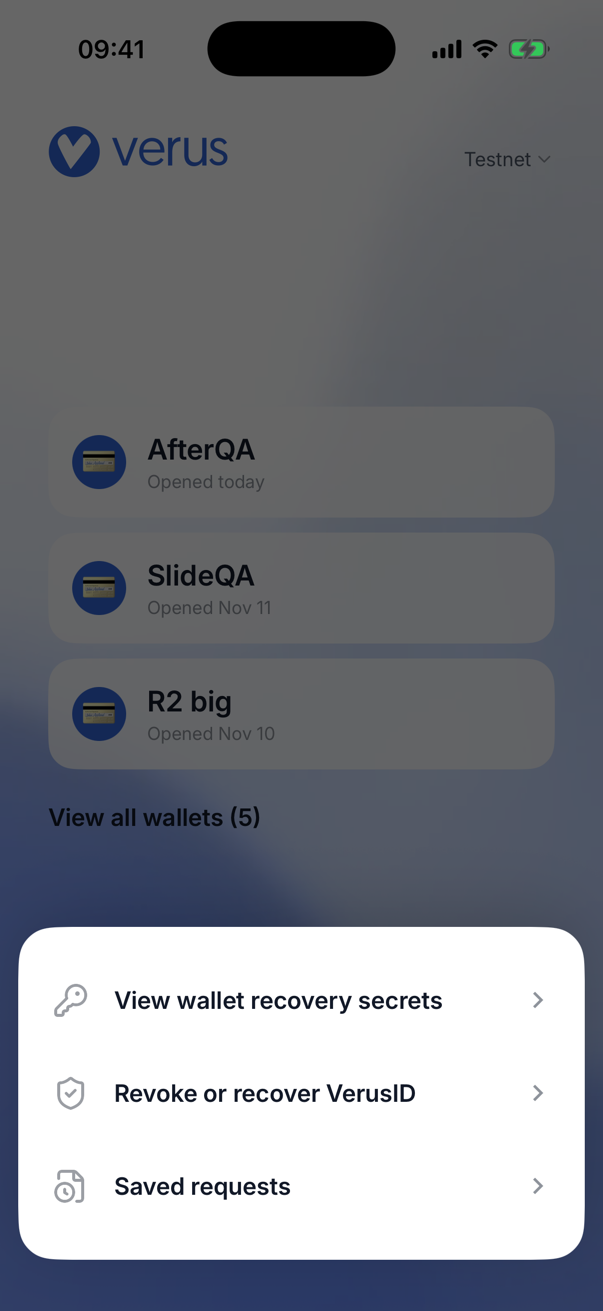 09:41
verus
Testnet
AfterQA
Opened today
SlideQA
Opened Nov 11
R2 big
Opened Nov 10
View all wallets (5)
View wallet recovery secrets
Revoke or recover VerusID
Saved requests